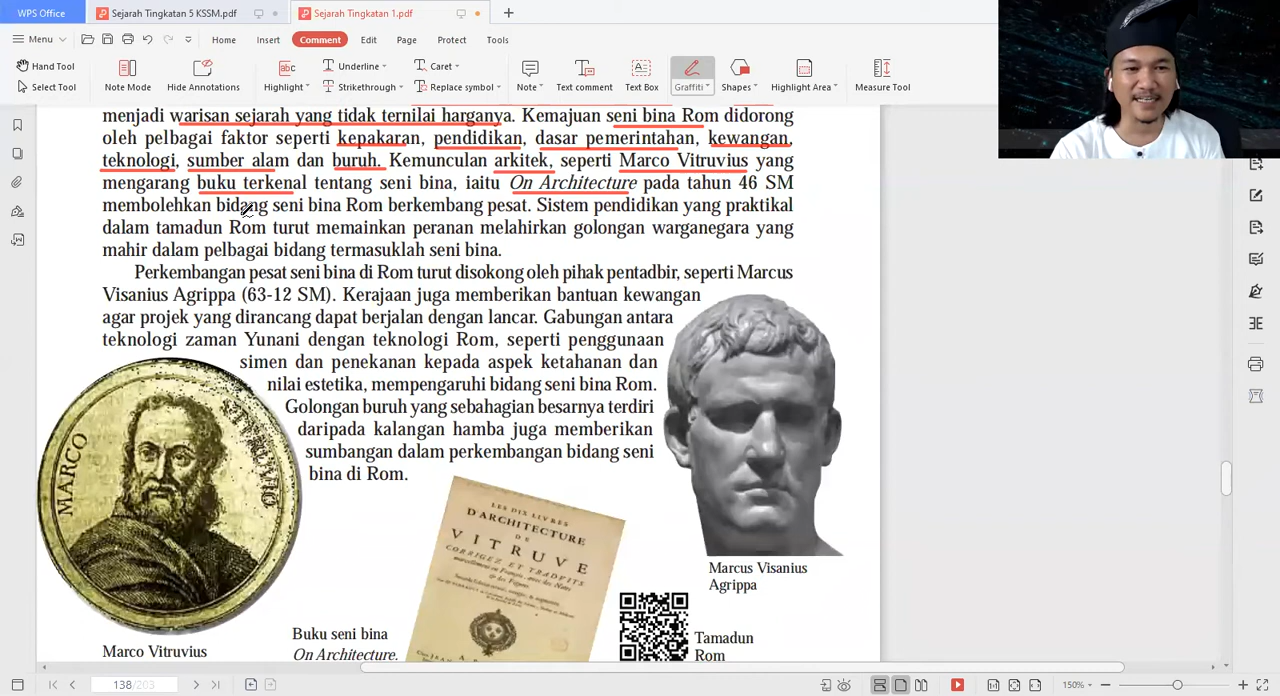 WPS Office
Sejarah Tingkatan 5 KSSM.pdf
Sejarah Tingkatan 1.pdf
Menu
Home
Insert
Comment
Edit
Page
Protect
Tools
Hand Tool
Select Tool
Note Mode
Hide Annotations
Highlight
Underline
Caret
Strikethrough
Replace symbol
Note
Text comment
Text Box
Graffiti
Shapes
Highlight Area
Measure Tool
menjadi warisan sejarah yang tidak ternilai harganya. Kemajuan seni bina Rom didorong
oleh pelbagai faktor seperti kepakaran, pendidikan, dasar pemerintahan, kewangan,
teknologi, sumber alam dan buruh. Kemunculan arkitek, seperti Marco Vitruvius yang
mengarang buku terkenal tentang seni bina, iaitu On Architecture pada tahun 46 SM
membolehkan bidang seni bina Rom berkembang pesat. Sistem pendidikan yang praktikal
dalam tamadun Rom turut memainkan peranan melahirkan golongan warganegara yang
mahir dalam pelbagai bidang termasuklah seni bina.
Perkembangan pesat seni bina di Rom turut disokong oleh pihak pentadbir, seperti Marcus
Visanius Agrippa (63-12 SM). Kerajaan juga memberikan bantuan kewangan
agar projek yang dirancang dapat berjalan dengan lancar. Gabungan antara
teknologi zaman Yunani dengan teknologi Rom, seperti penggunaan
simen dan penekanan kepada aspek ketahanan dan
nilai estetika, mempengaruhi bidang seni bina Rom.
Golongan buruh yang sebahagian besarnya terdiri
daripada kalangan hamba juga memberikan
sumbangan dalam perkembangan bidang seni
bina di Rom.
MARCO
Marco Vitruvius
LES DIX LIVRES
D'ARCHITECTURE
DE
VITRUVE
CORRIGEZ ET TRADVITS
Buku seni bina
On Architecture.
Marcus Visanius
Agrippa
Tamadun
Rom
138/203
150%